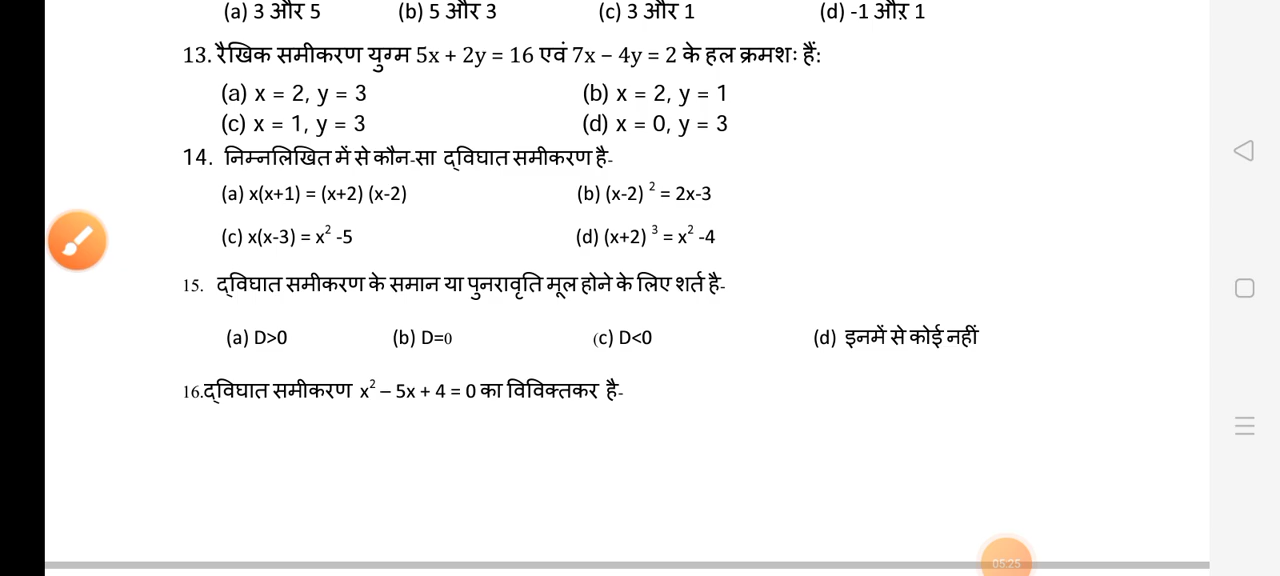 (a) 3 और 5 (b) 5 और 3 (c) 3 और 1 (d) -1 और 1
13. रैखिक समीकरण युग्म 5x + 2y = 16 एवं 7x – 4y = 2 के हल क्रमशः हैं:
(a) x = 2, y = 3 (b) x = 2, y = 1
(c) x = 1, y = 3 (d) x = 0, y = 3
14. निम्नलिखित में से कौन-सा द्विघात समीकरण है-
(a) x(x+1) = (x+2) (x-2) (b) (x-2) ² = 2x-3
(c) x(x-3) = x² -5 (d) (x+2) ³ = x² -4
15. द्विघात समीकरण के समान या पुनरावृति मूल होने के लिए शर्त है-
(a) D>0 (b) D=0 (c) D<0 (d) इनमें से कोई नहीं
16.द्विघात समीकरण x² – 5x + 4 = 0 का विविक्तकर है-
05:25